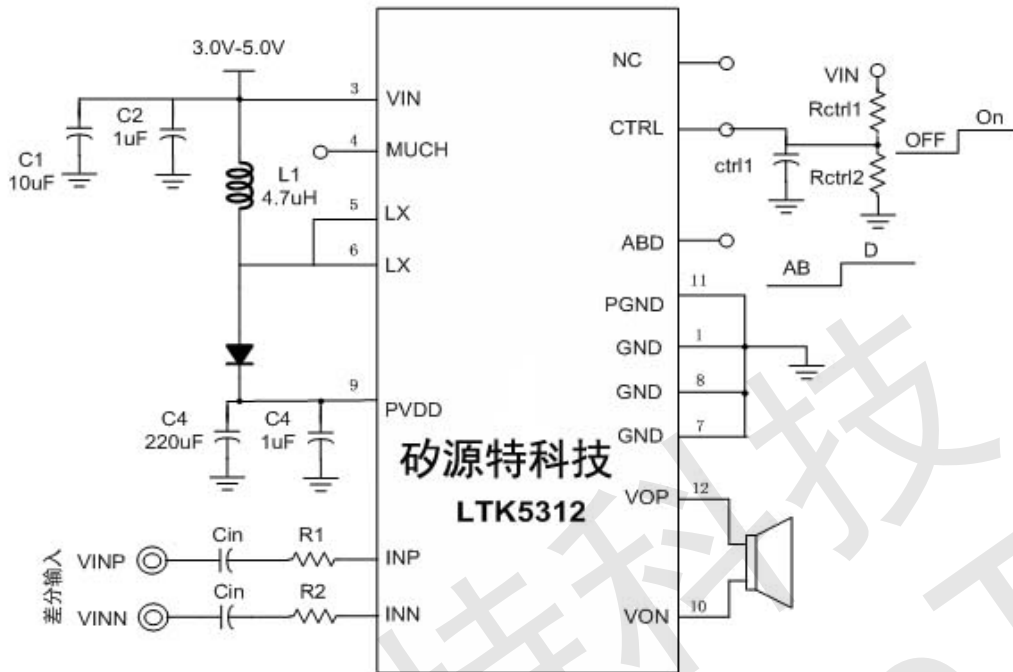 3.0V-5.0V
C1
10uF
C2
1uF
L1
4.7uH
3
VIN
4
MUCH
5
LX
6
LX
9
PVDD
C4
220uF
C4
1uF
矽源特科技
LTK5312
差分输入
VINP
Cin
R1
INP
VINN
Cin
R2
INN
NC
CTRL
ctrl1
VIN
Rctrl1
Rctrl2
OFF
On
ABD
AB
D
11
PGND
1
GND
8
GND
7
GND
VOP
12
VON
10
特科技